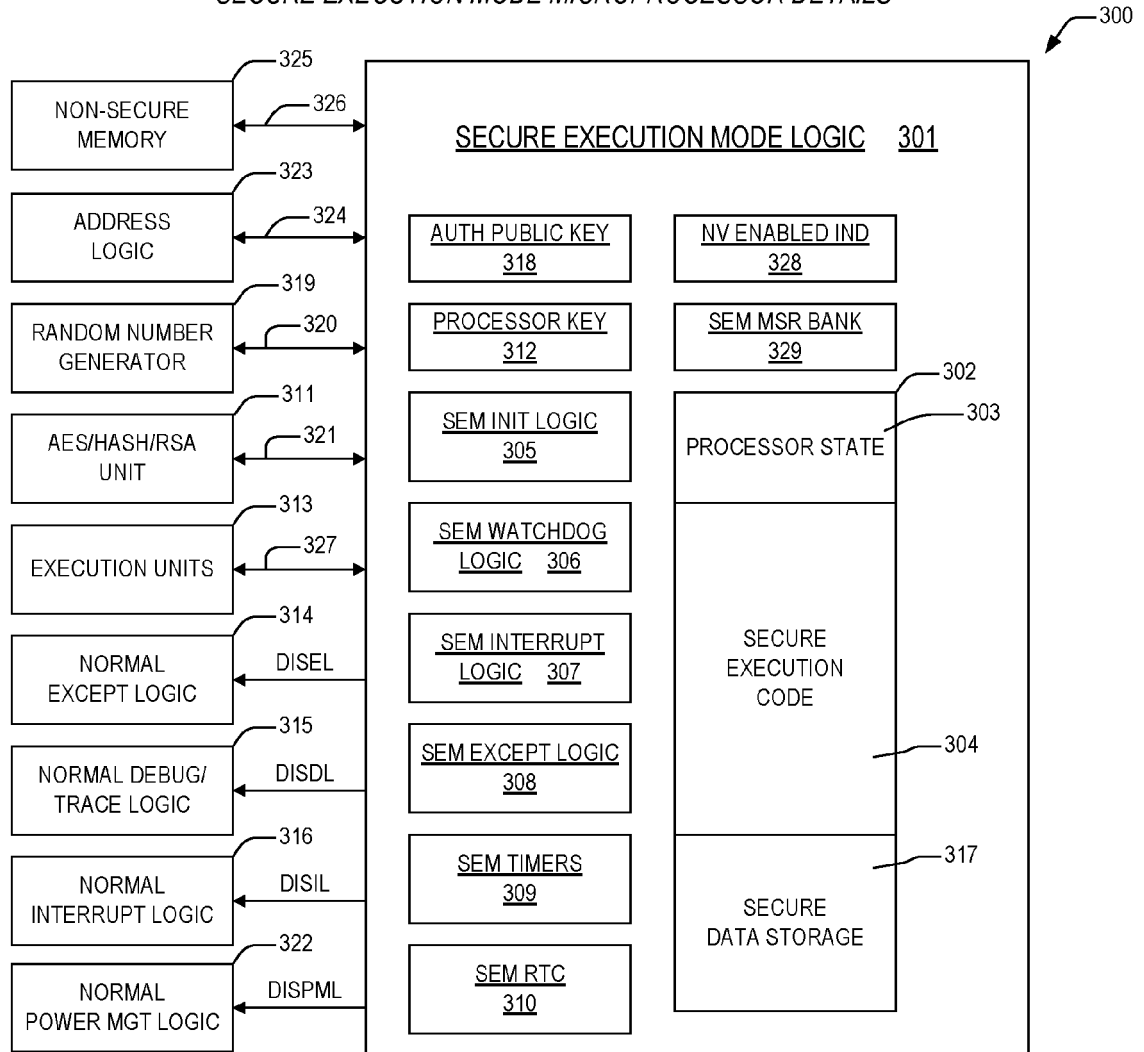 SECURE EXECUTION MODE MICROPROCESSOR DETAILS
300
325
NON-SECURE
MEMORY
326
323
ADDRESS
LOGIC
324
319
RANDOM NUMBER
GENERATOR
320
311
AES/HASH/RSA
UNIT
321
313
EXECUTION UNITS
327
314
NORMAL
EXCEPT LOGIC
DISEL
315
NORMAL DEBUG/
TRACE LOGIC
DISDL
316
NORMAL
INTERRUPT LOGIC
DISIL
322
NORMAL
POWER MGT LOGIC
DISPML
SECURE EXECUTION MODE LOGIC 301
AUTH PUBLIC KEY
318
PROCESSOR KEY
312
SEM INIT LOGIC
305
SEM WATCHDOG
LOGIC 306
SEM INTERRUPT
LOGIC 307
SEM EXCEPT LOGIC
308
SEM TIMERS
309
SEM RTC
310
NV ENABLED IND
328
SEM MSR BANK
329
302
303
PROCESSOR STATE
SECURE
EXECUTION
CODE
304
317
SECURE
DATA STORAGE